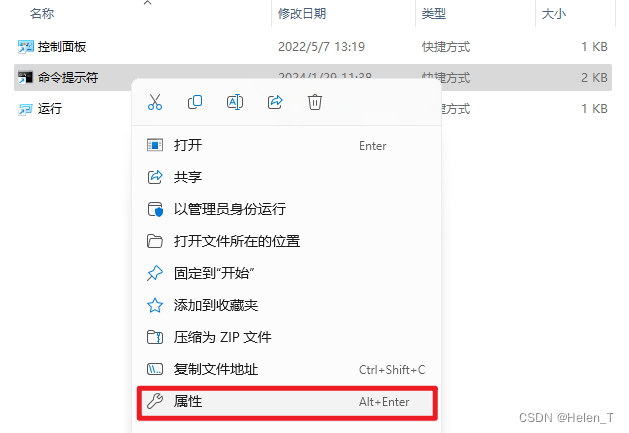 名称 修改日期 类型 大小
控制面板 2022/5/7 13:19 快捷方式 1 KB
命令提示符 2024/1/29 11:38 快捷方式 2 KB
运行 捷方式 1 KB
打开 Enter
共享
以管理员身份运行
打开文件所在的位置
固定到"开始"
添加到收藏夹
压缩为 ZIP 文件
复制文件地址 Ctrl+Shift+C
属性 Alt+Enter
CSDN @Helen_T